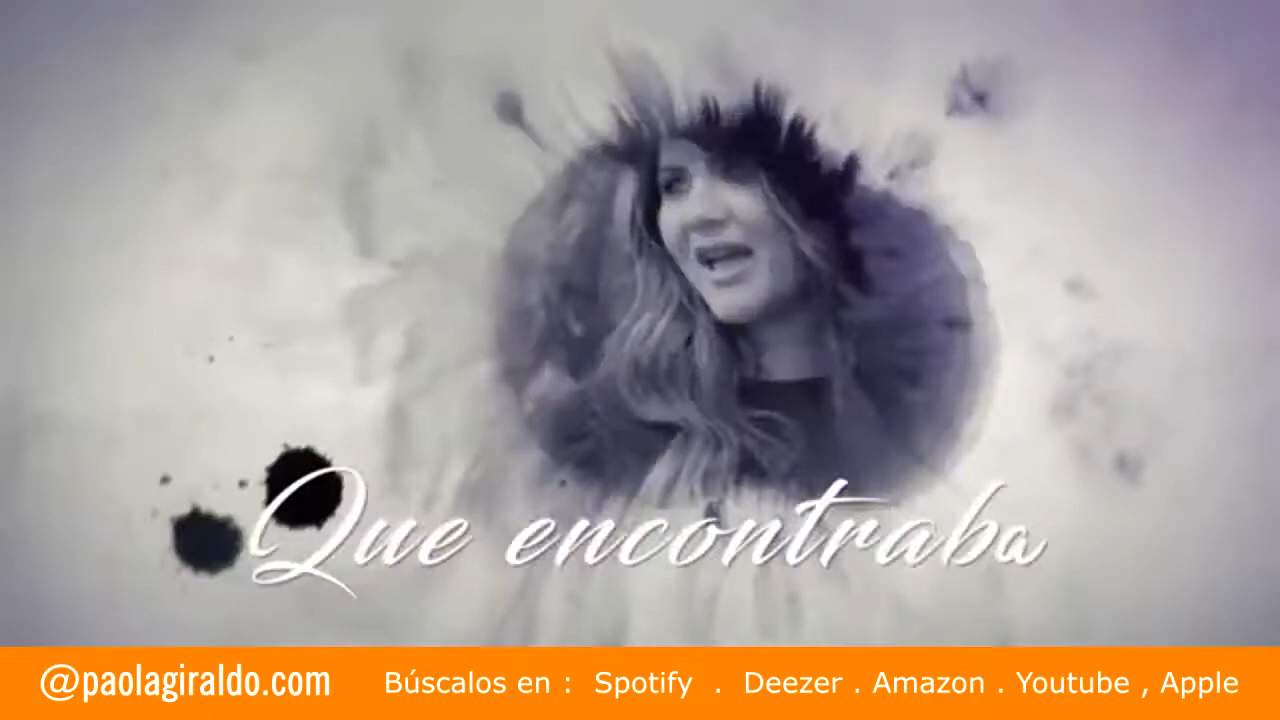 Que encontraba
@paolagiraldo.com Búscalos en : Spotify . Deezer . Amazon . Youtube , Apple